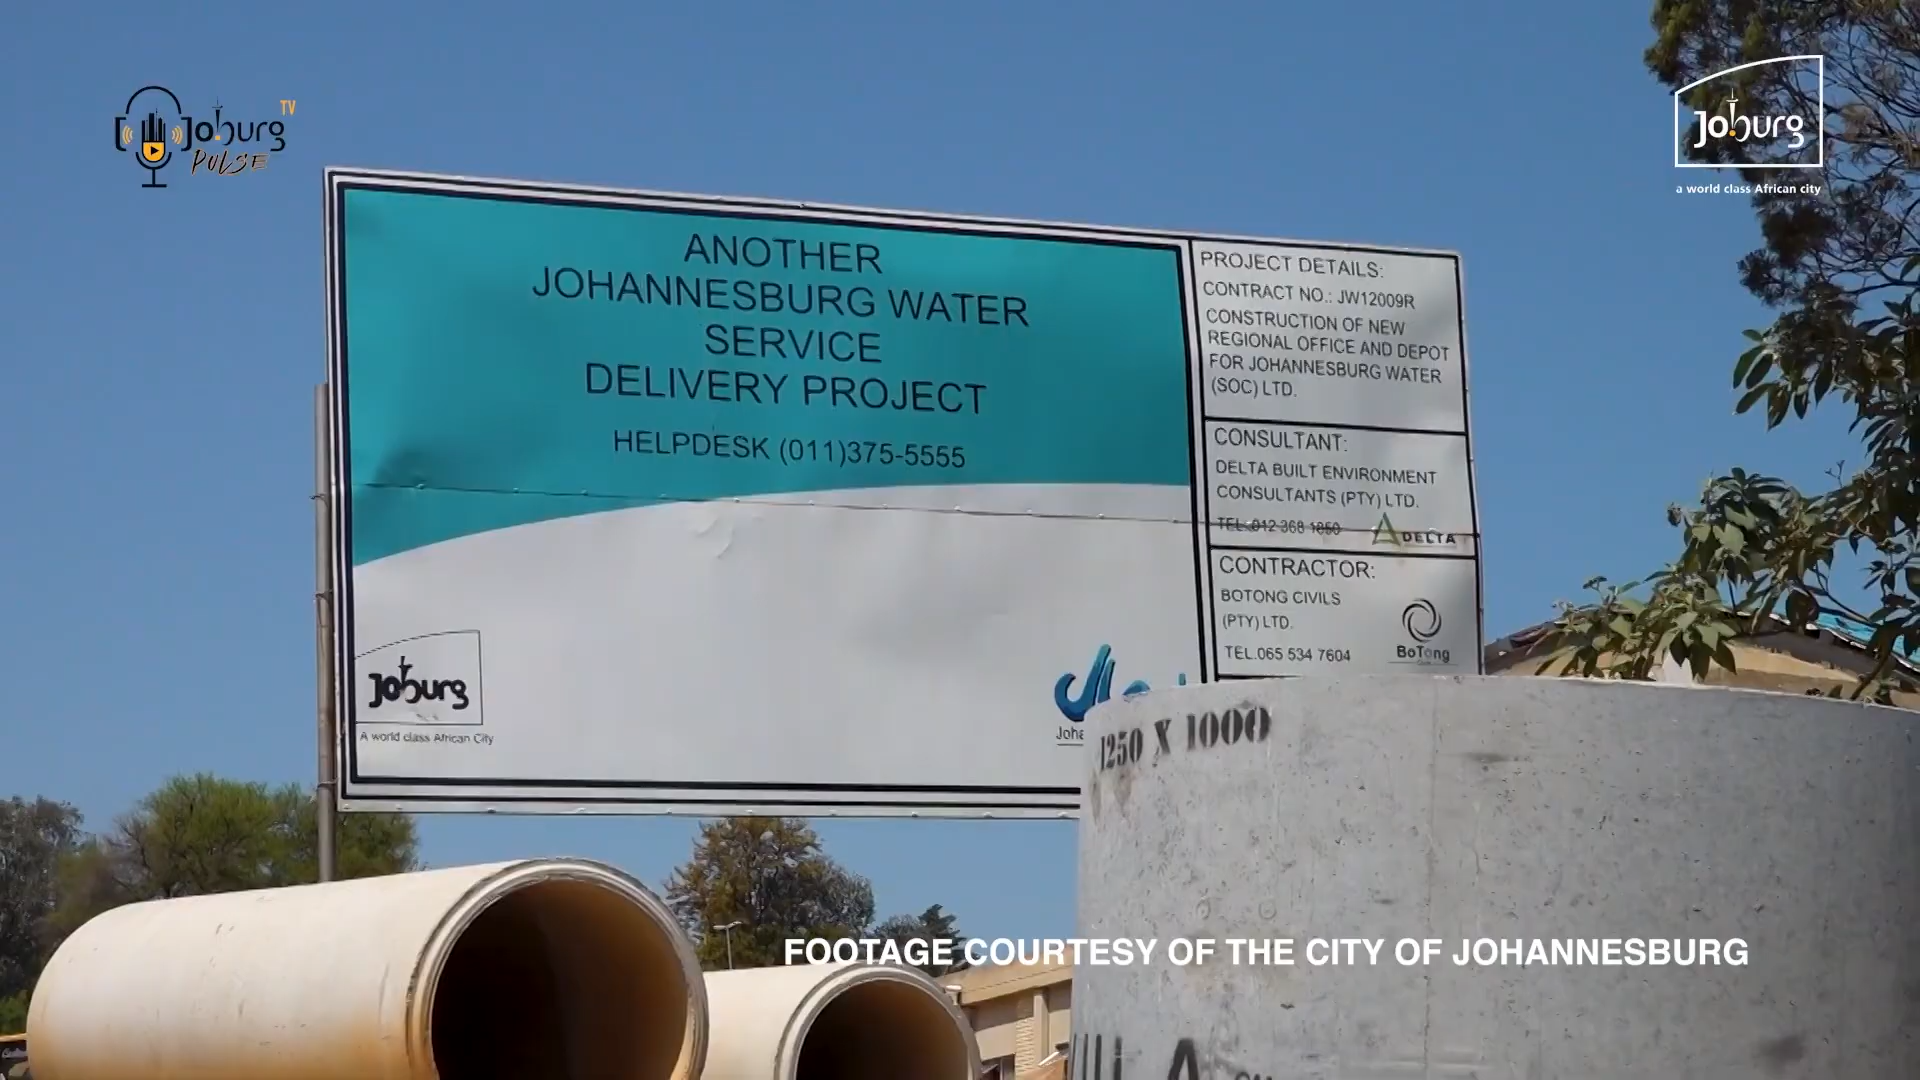 Joburg TV
PULSE
Joburg
a world class African city
ANOTHER
JOHANNESBURG WATER
SERVICE
DELIVERY PROJECT
HELPDESK (011)375-5555
Joburg
A world class African City
PROJECT DETAILS:
CONTRACT NO.: JW12009R
CONSTRUCTION OF NEW
REGIONAL OFFICE AND DEPOT
FOR JOHANNESBURG WATER
(SOC) LTD.
CONSULTANT:
DELTA BUILT ENVIRONMENT
CONSULTANTS (PTY) LTD.
TEL:012 368 1850
DELTA
CONTRACTOR:
BOTONG CIVILS
(PTY) LTD.
TEL.065 534 7604
BoTong
1250 X 1000
FOOTAGE COURTESY OF THE CITY OF JOHANNESBURG